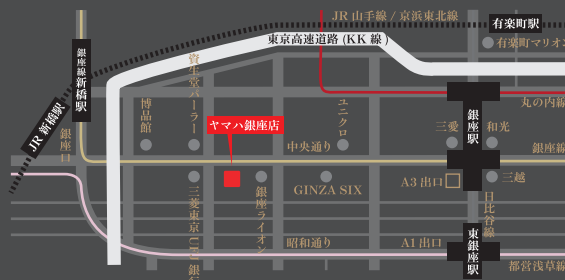 JR 山手線 / 京浜東北線
有楽町駅
東京高速道路 (KK 線)
有楽町マリオン
銀座線新橋駅
資生堂パーラー
丸の内線
博品館
ユニクロ
JR 新橋駅
銀座口
ヤマハ銀座店
三愛
銀座駅
和光
中央通り
銀座線
三越
A3 出口
GINZA SIX
三菱東京 UFJ 銀
銀座ライオン
日比谷線
昭和通り
A1 出口
東銀座駅
都営浅草線